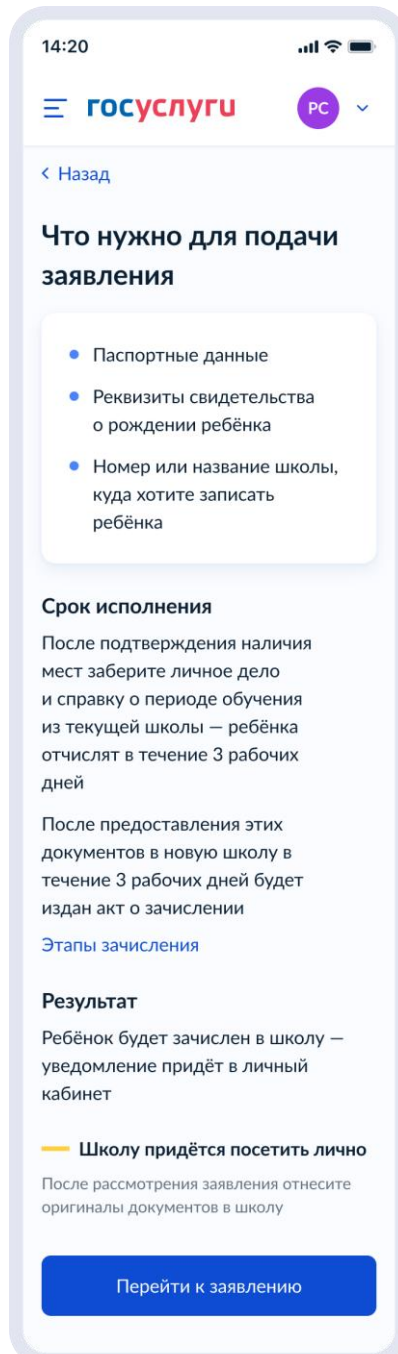 14:20
госуслуги
РС
Назад
Что нужно для подачи
заявления
Паспортные данные
Реквизиты свидетельства
о рождении ребёнка
Номер или название школы,
куда хотите записать
ребёнка
Срок исполнения
После подтверждения наличия
мест заберите личное дело
и справку о периоде обучения
из текущей школы — ребёнка
отчислят в течение 3 рабочих
дней
После предоставления этих
документов в новую школу в
течение 3 рабочих дней будет
издан акт о зачислении
Этапы зачисления
Результат
Ребёнок будет зачислен в школу —
уведомление придёт в личный
кабинет
Школу придётся посетить лично
После рассмотрения заявления отнесите
оригиналы документов в школу
Перейти к заявлению